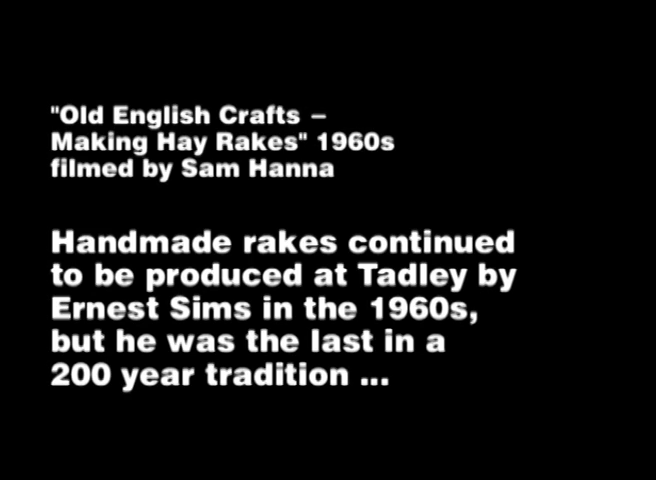 "Old English Crafts –
Making Hay Rakes" 1960s
filmed by Sam Hanna
Handmade rakes continued
to be produced at Tadley by
Ernest Sims in the 1960s,
but he was the last in a
200 year tradition ...